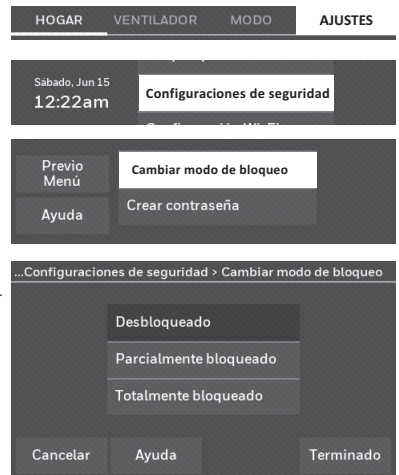 HOGAR VENTILADOR MODO AJUSTES
Sábado, Jun 15
12:22am
Configuraciones de seguridad
Previo
Menú
Cambiar modo de bloqueo
Crear contraseña
Ayuda
...Configuraciones de seguridad > Cambiar modo de bloqueo
Desbloqueado
Parcialmente bloqueado
Totalmente bloqueado
Cancelar Ayuda Terminado